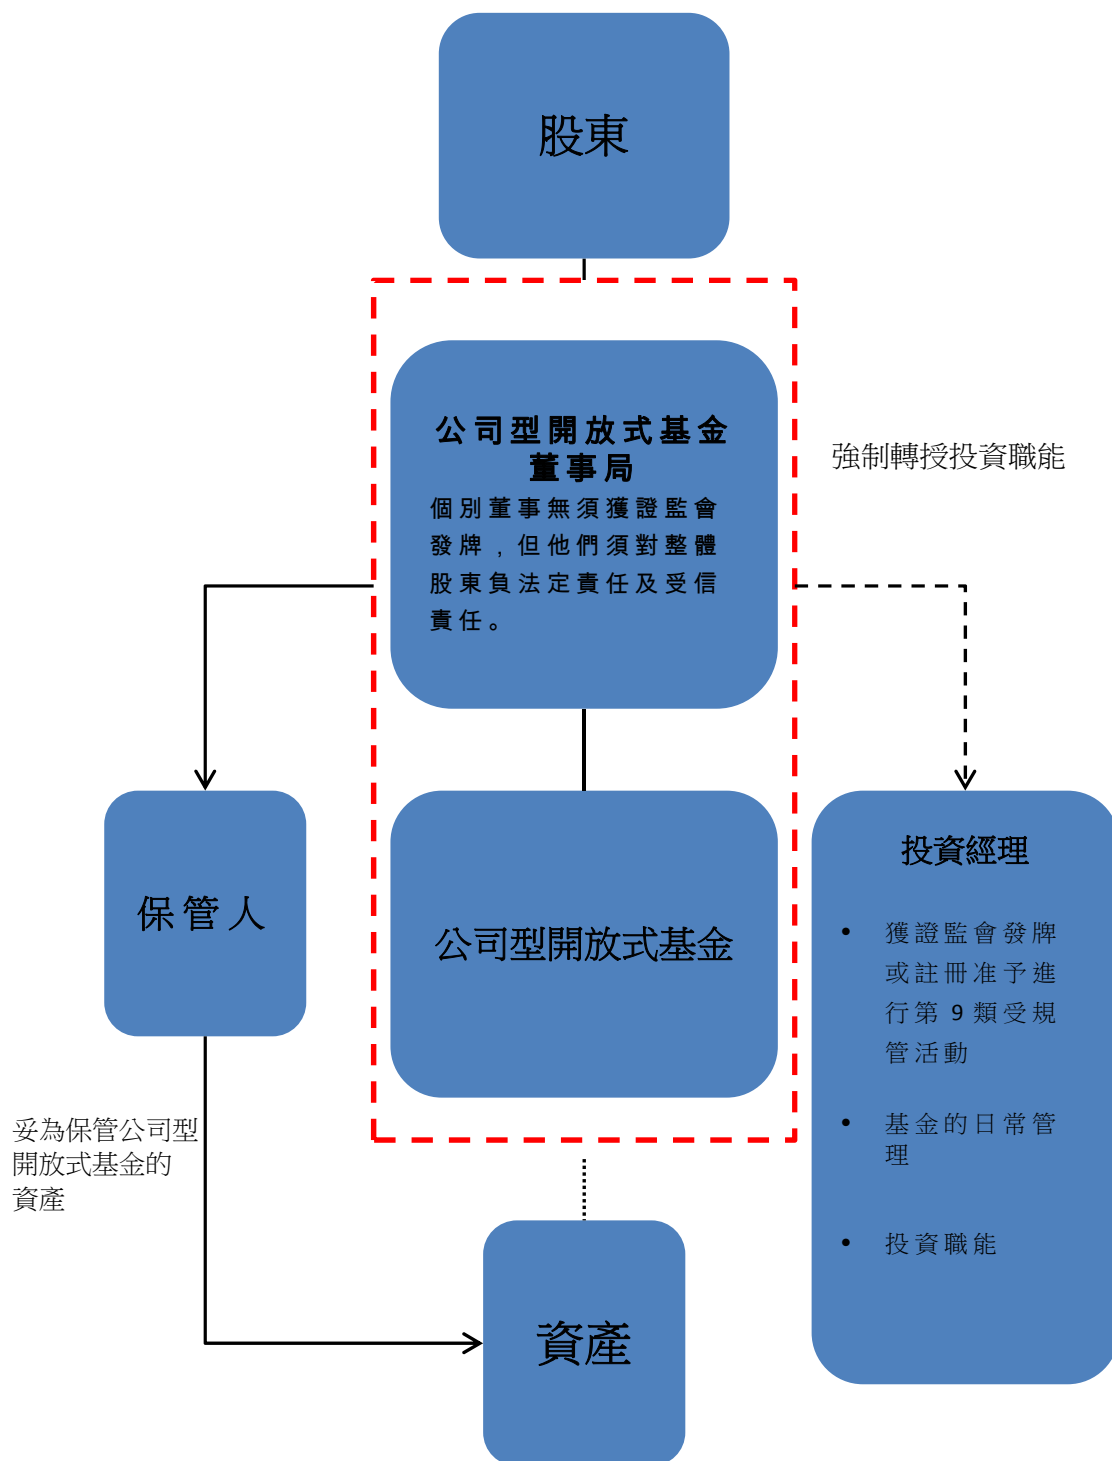 股東
公司型開放式基金
董事局
個別董事無須獲證監會
發牌，但他們須對整體
股東負法定責任及受信
責任。
強制轉授投資職能
保管人
公司型開放式基金
投資經理
• 獲證監會發牌
或註冊准予進
行第 9 類受規
管活動
• 基金的日常管
理
• 投資職能
妥為保管公司型
開放式基金的
資產
資產